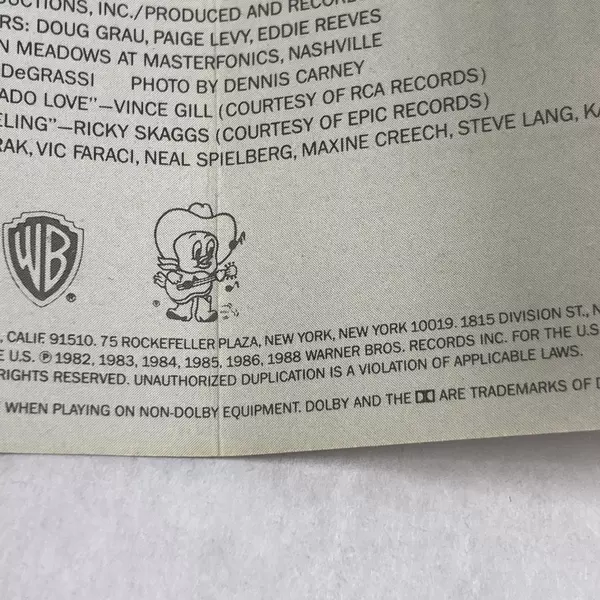 DUCTIONS, INC./PRODUCED AND RECOR
RS: DOUG GRAU, PAIGE LEVY, EDDIE REEVES
N MEADOWS AT MASTERFONICS, NASHVILLE
DeGRASSI PHOTO BY DENNIS CARNEY
ADO LOVE"—VINCE GILL (COURTESY OF RCA RECORDS)
ELING"—RICKY SKAGGS (COURTESY OF EPIC RECORDS)
RAK, VIC FARACI, NEAL SPIELBERG, MAXINE CREECH, STEVE LANG, KA
WB ®
®
, CALIF. 91510. 75 ROCKEFELLER PLAZA, NEW YORK, NEW YORK 10019. 1815 DIVISION ST., N
E U.S. ℗ 1982, 1983, 1984, 1985, 1986, 1988 WARNER BROS. RECORDS INC. FOR THE U.S
RIGHTS RESERVED. UNAUTHORIZED DUPLICATION IS A VIOLATION OF APPLICABLE LAWS.
WHEN PLAYING ON NON-DOLBY EQUIPMENT. DOLBY AND THE ARE TRADEMARKS OF D